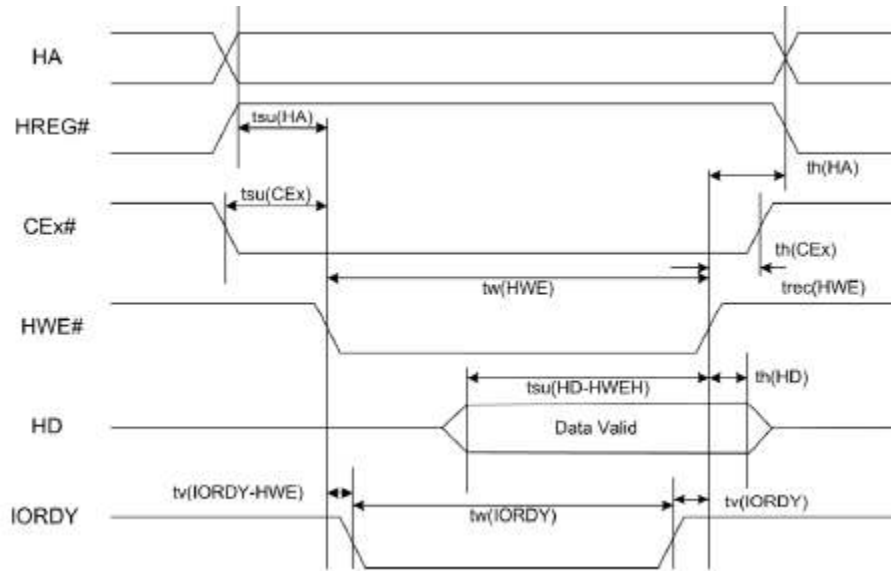 HA
HREG#
tsu(HA)
th(HA)
tsu(CEx)
CEx#
th(CEx)
tw(HWE)
trec(HWE)
HWE#
th(HD)
tsu(HD-HWEH)
HD
Data Valid
tv(IORDY-HWE)
tv(IORDY)
tw(IORDY)
IORDY